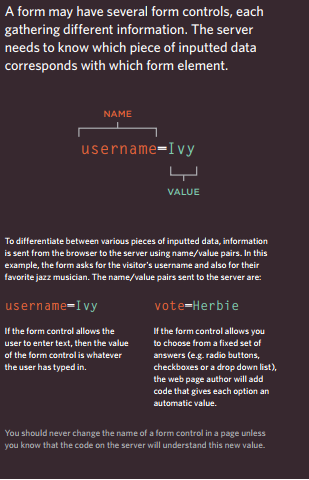 A form may have several form controls, each
gathering different information. The server
needs to know which piece of inputted data
corresponds with which form element.
NAME
username=Ivy
VALUE
To differentiate between various pieces of inputted data, information
is sent from the browser to the server using name/value pairs. In this
example, the form asks for the visitor's username and also for their
favorite jazz musician. The name/value pairs sent to the server are:
username=Ivy
If the form control allows the
user to enter text, then the value
of the form control is whatever
the user has typed in.
vote=Herbie
If the form control allows you
to choose from a fixed set of
answers (e.g. radio buttons,
checkboxes or a drop down list),
the web page author will add
code that gives each option an
automatic value.
You should never change the name of a form control in a page unless
you know that the code on the server will understand this new value.